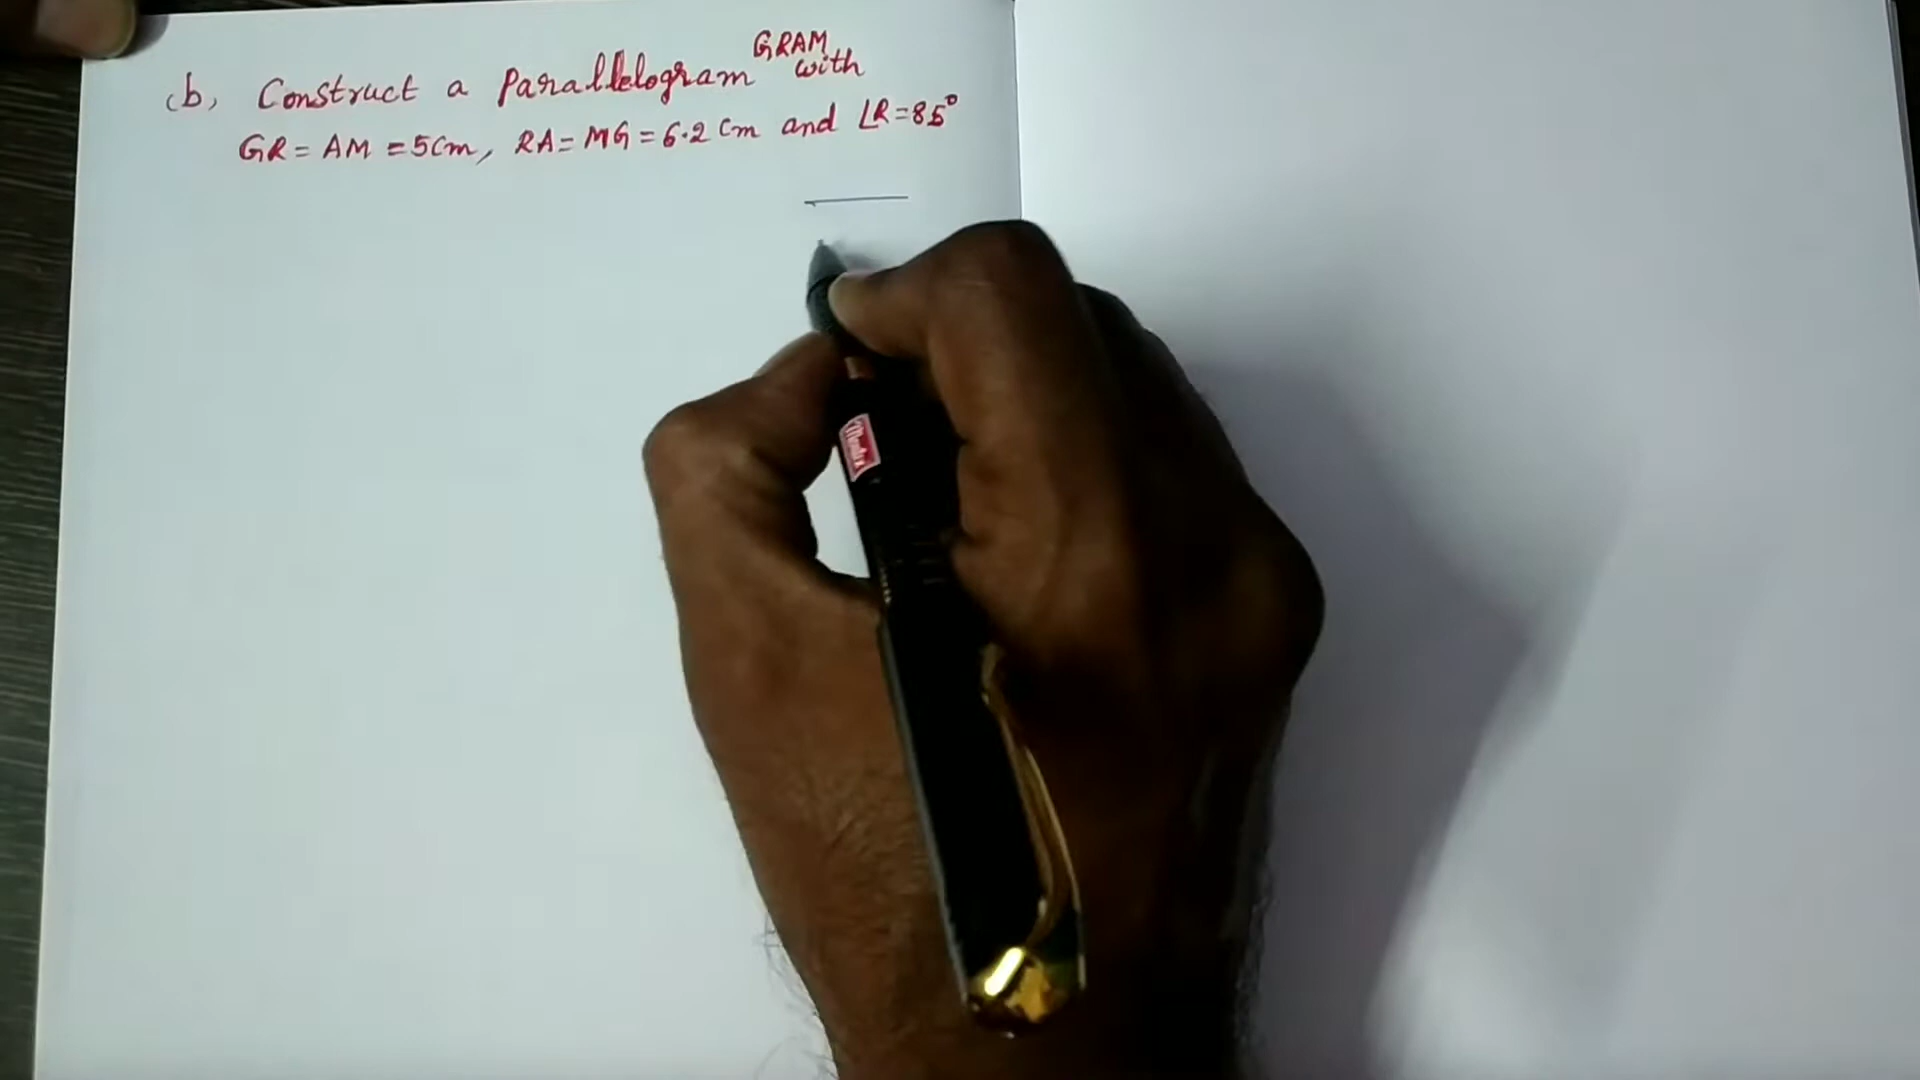 (b), Construct a Parallelogram GRAM with
GR = AM = 5Cm, RA = MG = 6.2 Cm and ∠R = 85°